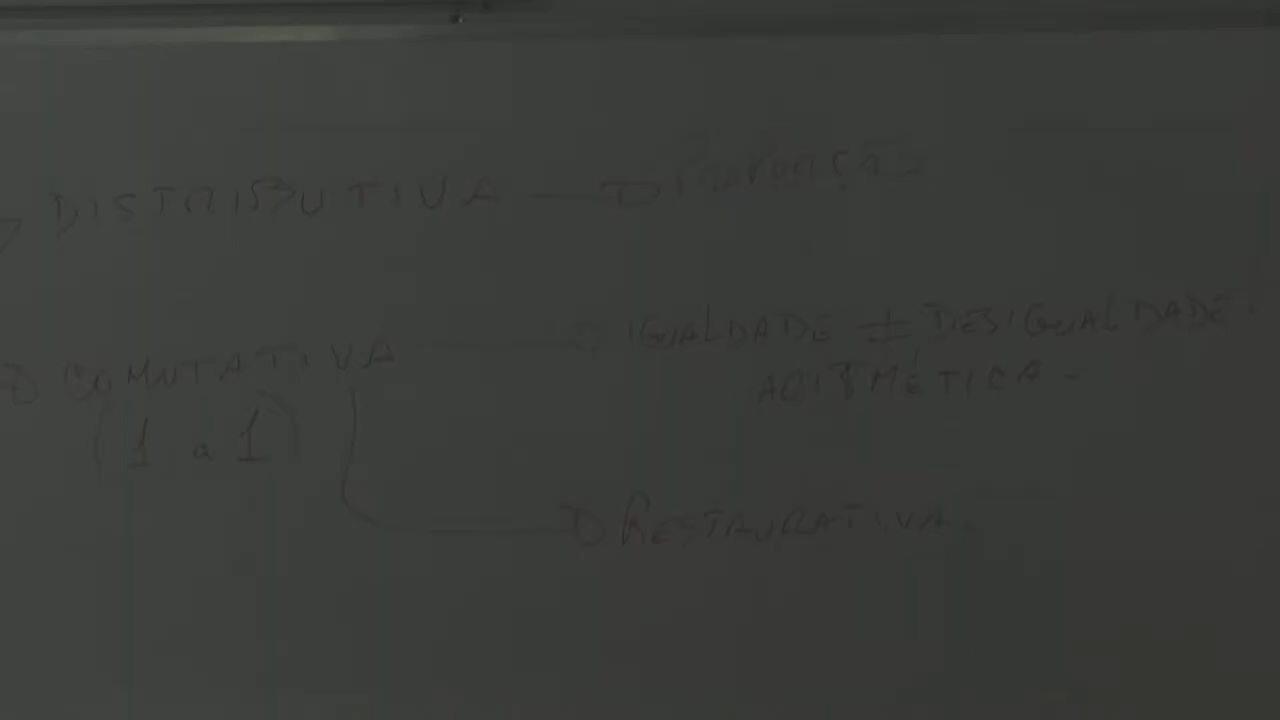 DISTRIBUTIVA
COMUTATIVA
(1 a 1)
IGUALDADE ± DESIGUALDADE.
ARITMÉTICA.
RESTAURATIVA.